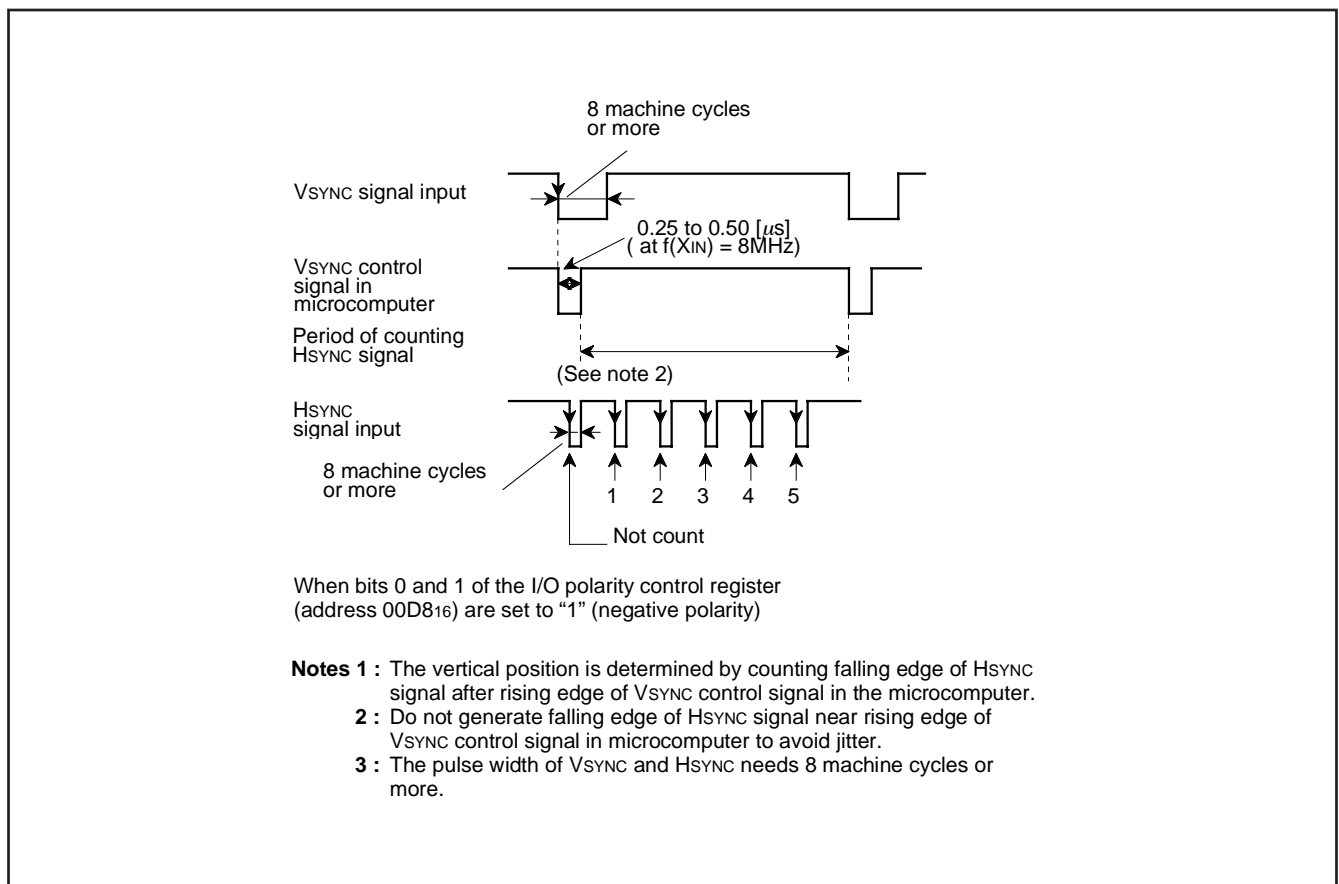 8 machine cycles
or more
VSYNC signal input
0.25 to 0.50 [μs]
( at f(XIN) = 8MHz)
VSYNC control
signal in
microcomputer
Period of counting
HSYNC signal
(See note 2)
HSYNC
signal input
8 machine cycles
or more
1 2 3 4 5
Not count
When bits 0 and 1 of the I/O polarity control register
(address 00D816) are set to “1” (negative polarity)
Notes 1 : The vertical position is determined by counting falling edge of HSYNC
signal after rising edge of VSYNC control signal in the microcomputer.
2 : Do not generate falling edge of HSYNC signal near rising edge of
VSYNC control signal in microcomputer to avoid jitter.
3 : The pulse width of VSYNC and HSYNC needs 8 machine cycles or
more.